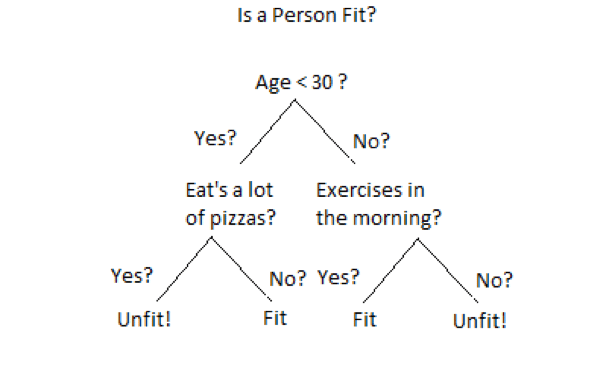 Is a Person Fit?
Age < 30 ?
Yes?
No?
Eat's a lot
of pizzas?
Exercises in
the morning?
Yes?
No?
Yes?
No?
Unfit!
Fit
Fit
Unfit!